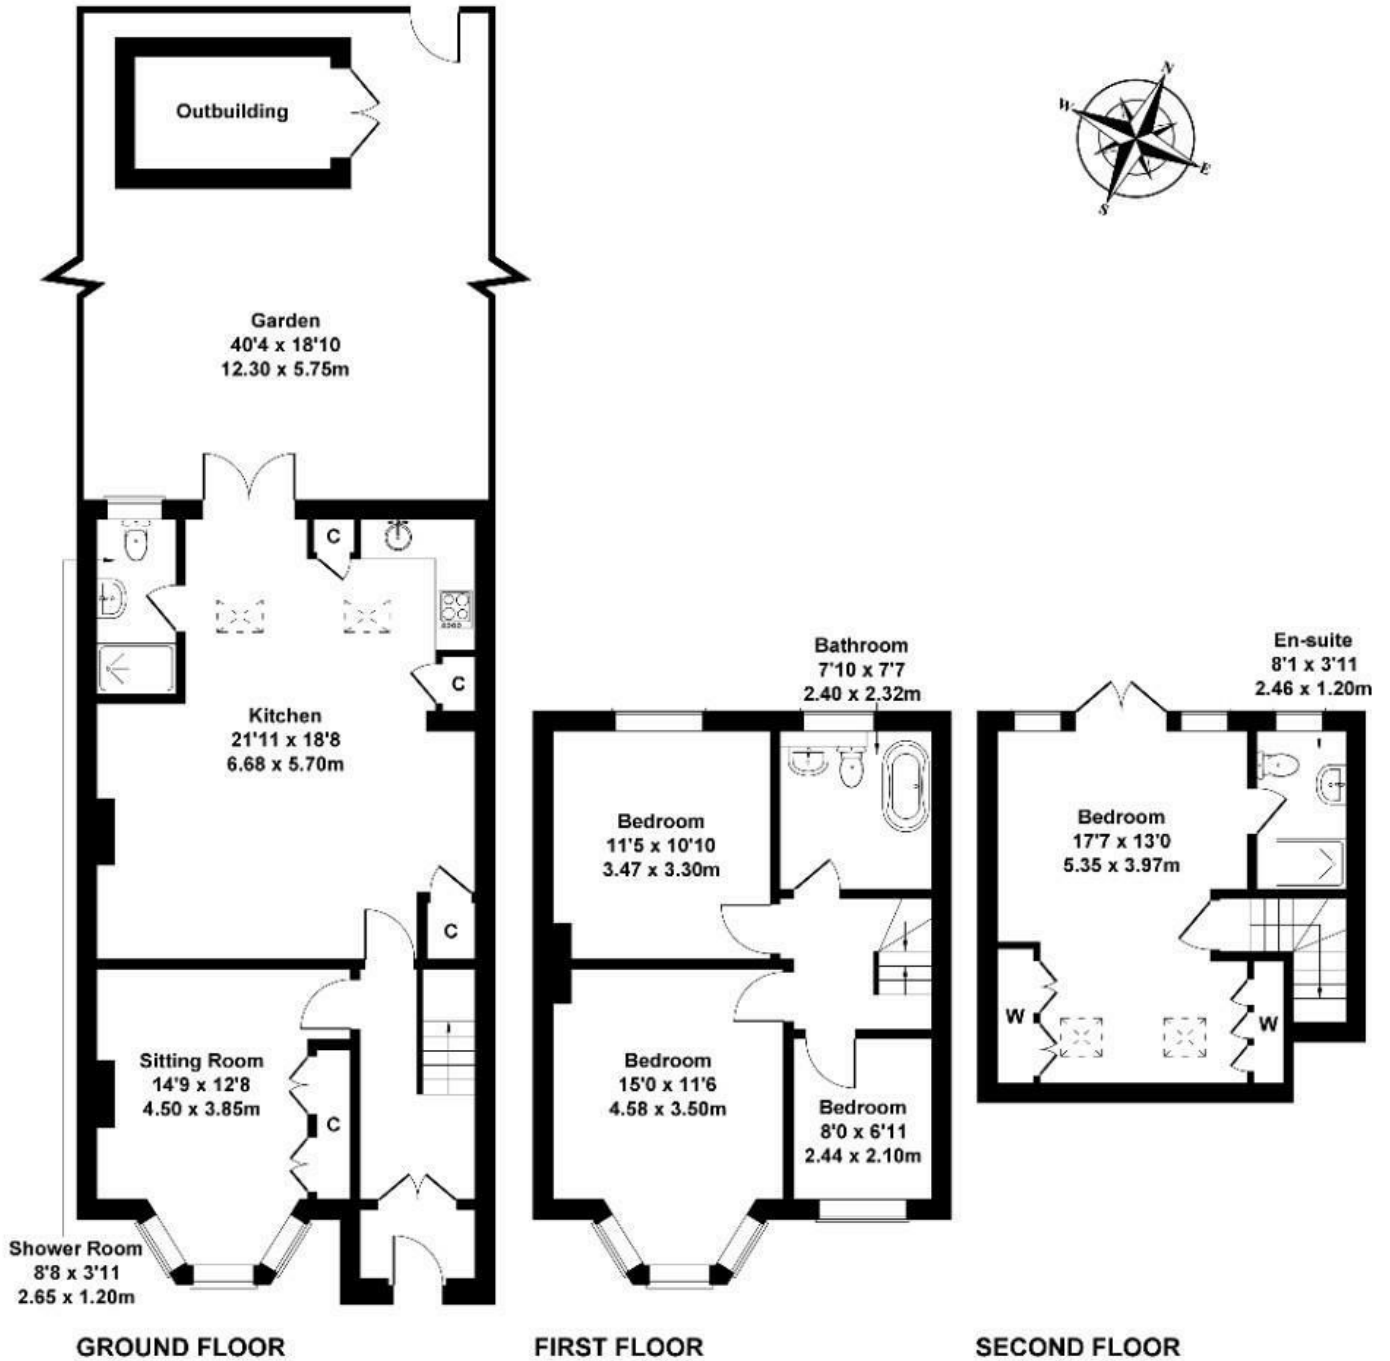 Outbuilding
N
W
E
S
Garden
40'4 x 18'10
12.30 x 5.75m
C
C
Kitchen
21'11 x 18'8
6.68 x 5.70m
C
Sitting Room
14'9 x 12'8
4.50 x 3.85m
C
Shower Room
8'8 x 3'11
2.65 x 1.20m
GROUND FLOOR
Bathroom
7'10 x 7'7
2.40 x 2.32m
Bedroom
11'5 x 10'10
3.47 x 3.30m
Bedroom
15'0 x 11'6
4.58 x 3.50m
Bedroom
8'0 x 6'11
2.44 x 2.10m
FIRST FLOOR
En-suite
8'1 x 3'11
2.46 x 1.20m
Bedroom
17'7 x 13'0
5.35 x 3.97m
W
W
SECOND FLOOR